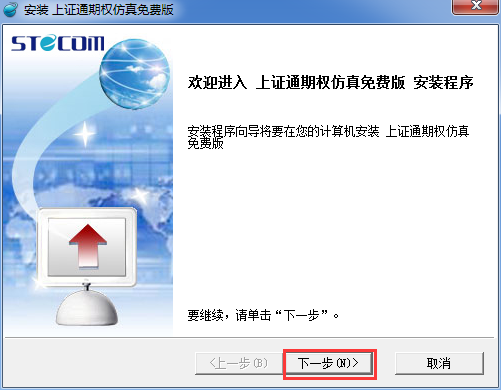 安装 上证通期权仿真免费版
STOCOM
欢迎进入 上证通期权仿真免费版 安装程序
安装程序向导将要在您的计算机安装 上证通期权仿真
免费版
要继续，请单击“下一步”。
<上一步(B) 下一步(N)> 取消